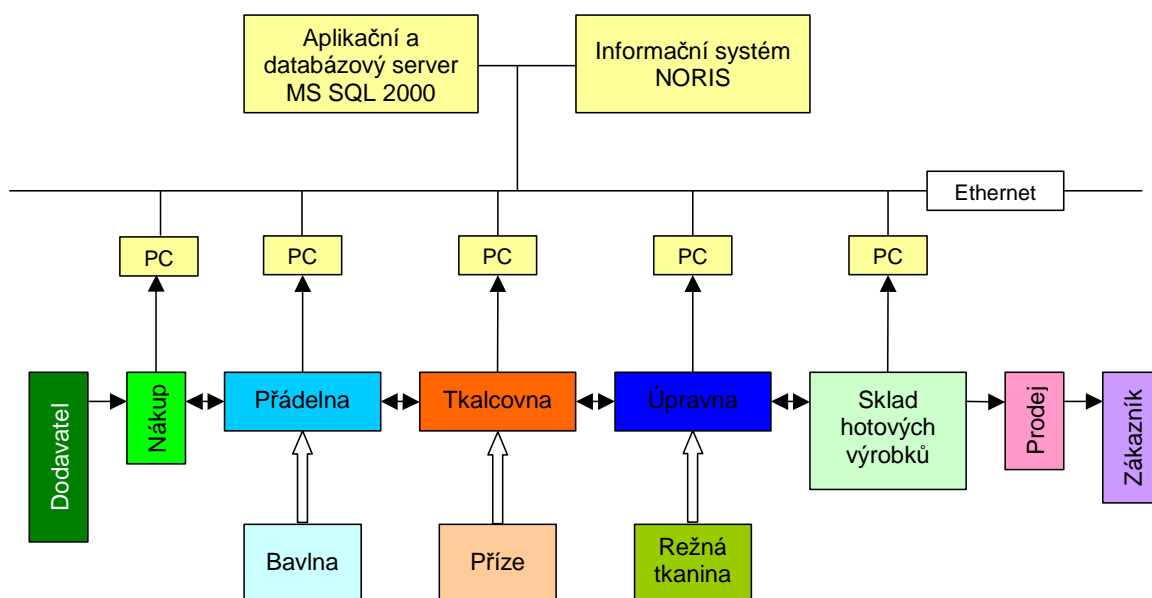 Aplikační a
databázový server
MS SQL 2000
Informační systém
NORIS
Ethernet
PC
PC
PC
PC
PC
Dodavatel
Nákup
Přádelna
Tkalcovna
Úpravna
Sklad
hotových
výrobků
Prodej
Zákazník
Bavlna
Příze
Režná
tkanina